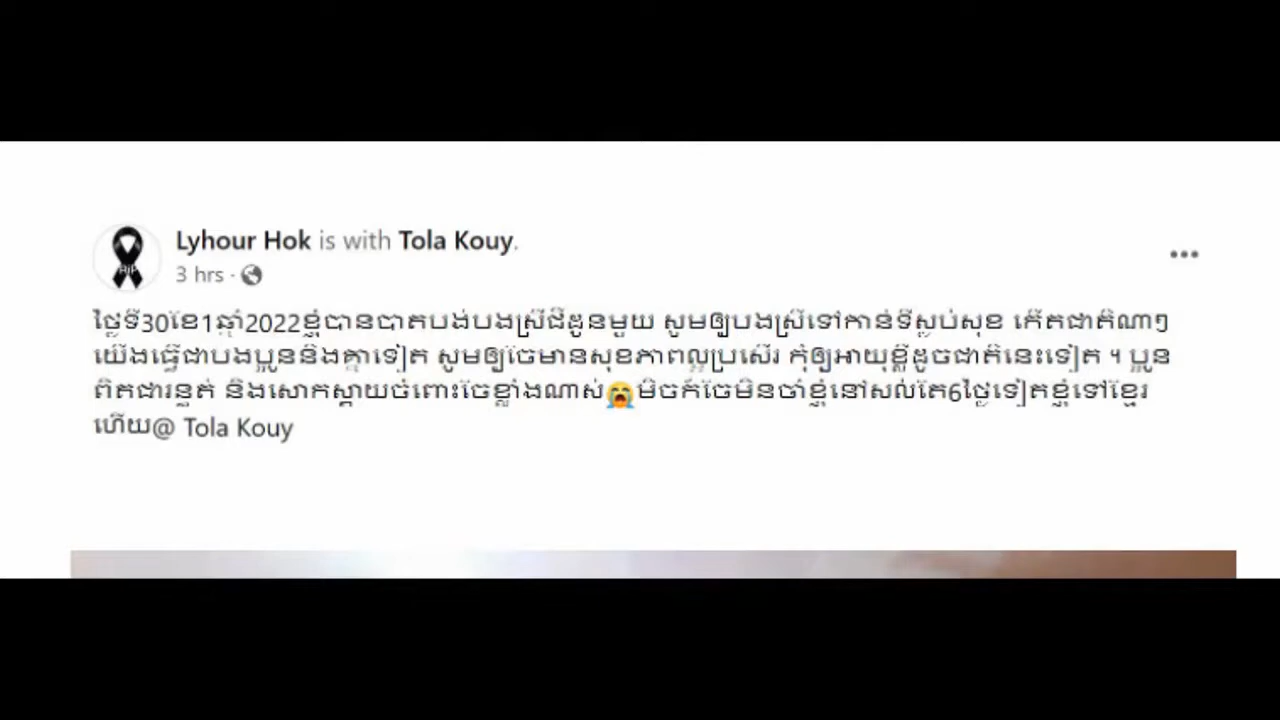 Lyhour Hok is with Tola Kouy.
RIP
3 hrs ·
ថ្ងៃទី30ខែ1ឆ្នាំ2022ខ្ញុំបានបាតបង់បងស្រីជីដូនមួយ សូមឲ្យបងស្រីទៅកាន់ទីស្ងប់សុខ កើតជាតិណាៗ
យើងធ្វើជាបងប្អូននឹងគ្នាទៀត សូមឲ្យចែមានសុខភាពល្អប្រសើរ កុំឲ្យអាយុខ្លីដូចជាតិនេះទៀត ។ ប្អូន
ពិតជារន្ធត់ និងសោកស្ដាយចំពោះចែខ្លាំងណាស់😭មិចក៏ចែមិនចាំខ្ញុំនៅសល់តែ6ថ្ងៃទៀតខ្ញុំទៅខ្មែរ
ហើយ@ Tola Kouy